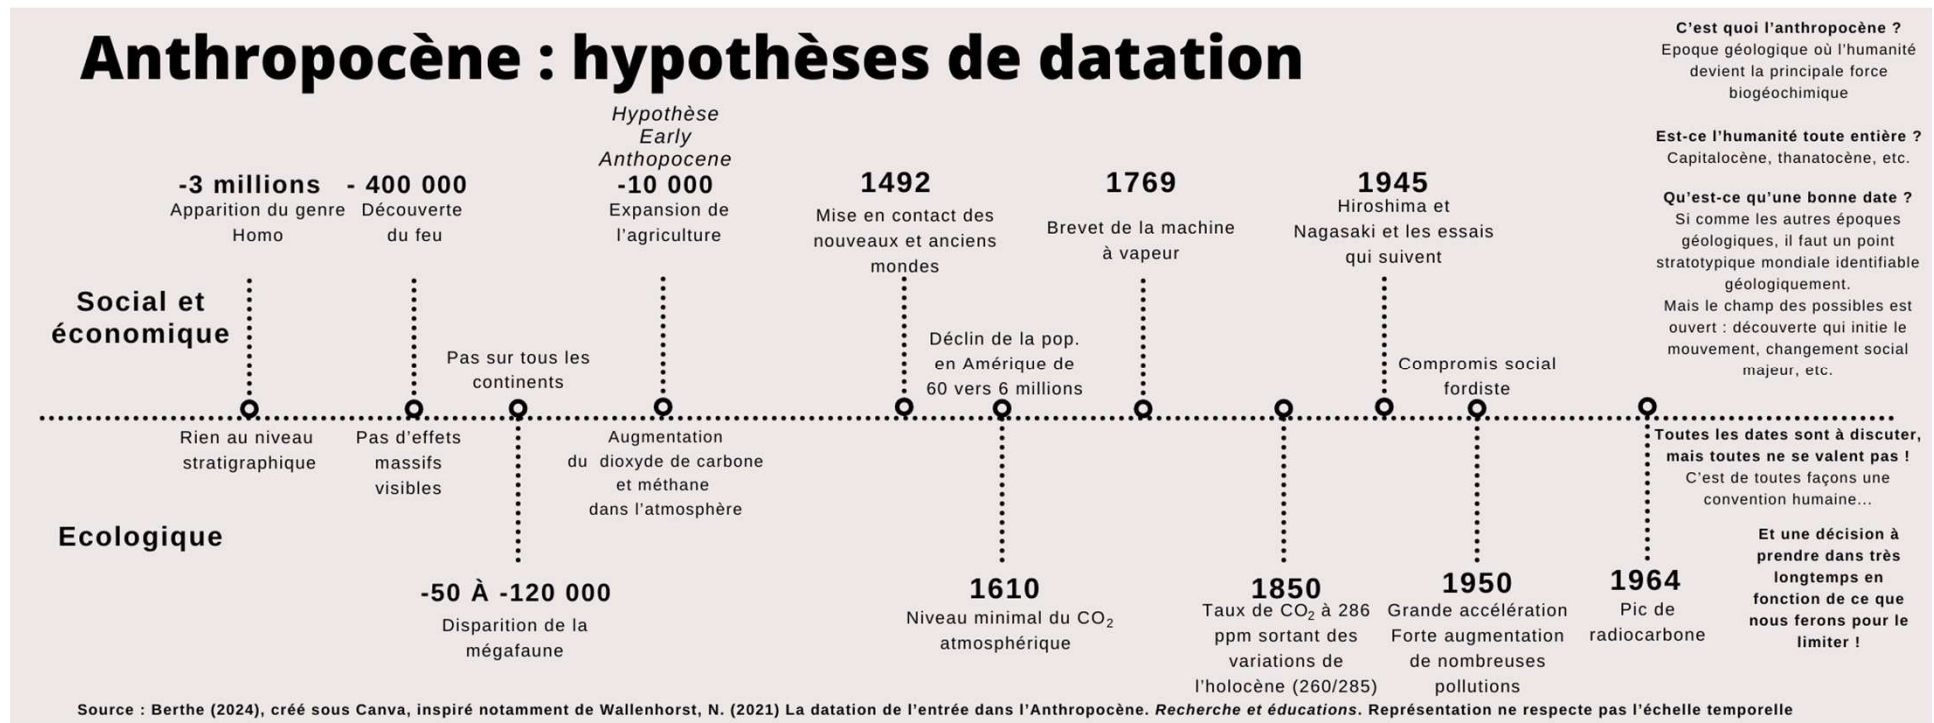 Anthropocène : hypothèses de datation
Hypothèse
Early
Anthopocene
-3 millions
Apparition du genre
Homo
- 400 000
Découverte
du feu
-10 000
Expansion de
l'agriculture
1492
Mise en contact des
nouveaux et anciens
mondes
1769
Brevet de la machine
à vapeur
1945
Hiroshima et
Nagasaki et les essais
qui suivent
Social et
économique
Pas sur tous les
continents
Déclin de la pop.
en Amérique de
60 vers 6 millions
Compromis social
fordiste
Rien au niveau
stratigraphique
Pas d'effets
massifs
visibles
Augmentation
du dioxyde de carbone
et méthane
dans l'atmosphère
Ecologique
-50 À -120 000
Disparition de la
mégafaune
1610
Niveau minimal du CO₂
atmosphérique
1850
Taux de CO₂ à 286
ppm sortant des
variations de
l'holocène (260/285)
1950
Grande accélération
Forte augmentation
de nombreuses
pollutions
1964
Pic de
radiocarbone
C'est quoi l'anthropocène ?
Epoque géologique où l'humanité
devient la principale force
biogéochimique
Est-ce l'humanité toute entière ?
Capitalocène, thanatocène, etc.
Qu'est-ce qu'une bonne date ?
Si comme les autres époques
géologiques, il faut un point
stratotypique mondiale identifiable
géologiquement.
Mais le champ des possibles est
ouvert : découverte qui initie le
mouvement, changement social
majeur, etc.
Toutes les dates sont à discuter,
mais toutes ne se valent pas !
C'est de toutes façons une
convention humaine...
Et une décision à
prendre dans très
longtemps en
fonction de ce que
nous ferons pour le
limiter !
Source : Berthe (2024), créé sous Canva, inspiré notamment de Wallenhorst, N. (2021) La datation de l'entrée dans l'Anthropocène. Recherche et éducations. Représentation ne respecte pas l'échelle temporelle